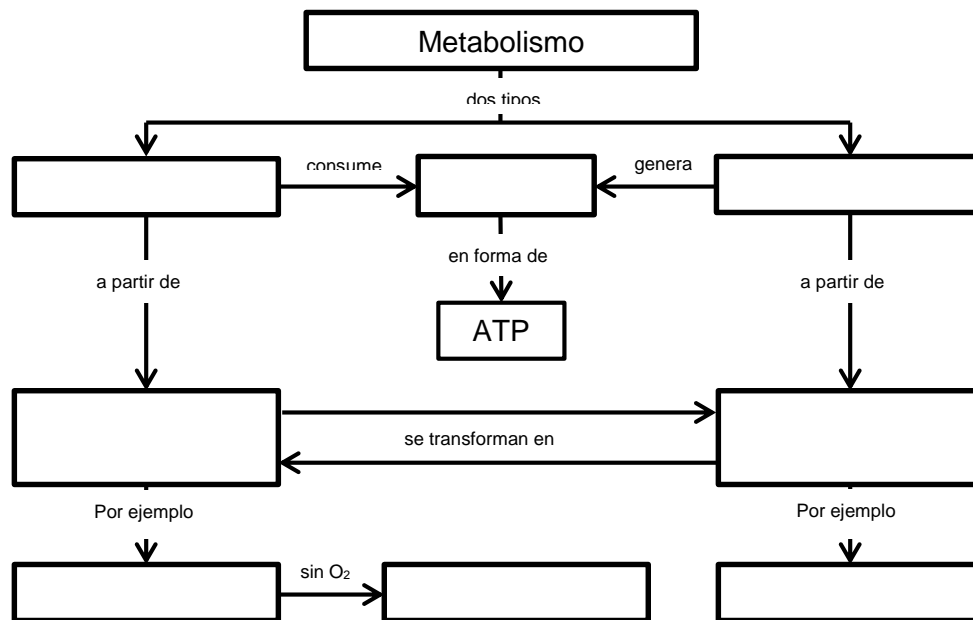 Metabolismo
dos tipos
consume
genera
a partir de
en forma de
a partir de
ATP
se transforman en
Por ejemplo
Por ejemplo
sin O₂